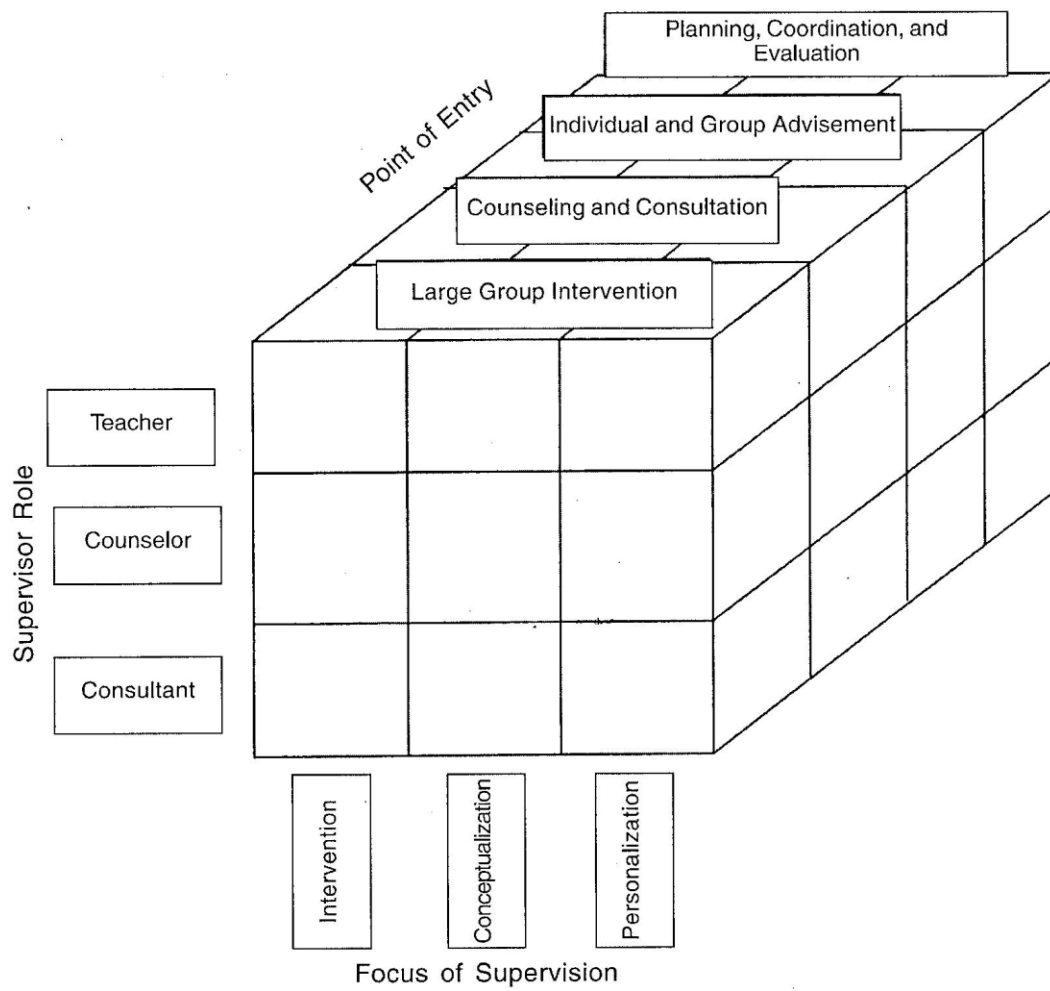 Planning, Coordination, and
Evaluation
Individual and Group Advisement
Counseling and Consultation
Large Group Intervention
Point of Entry
Teacher
Counselor
Consultant
Supervisor Role
Intervention
Conceptualization
Personalization
Focus of Supervision